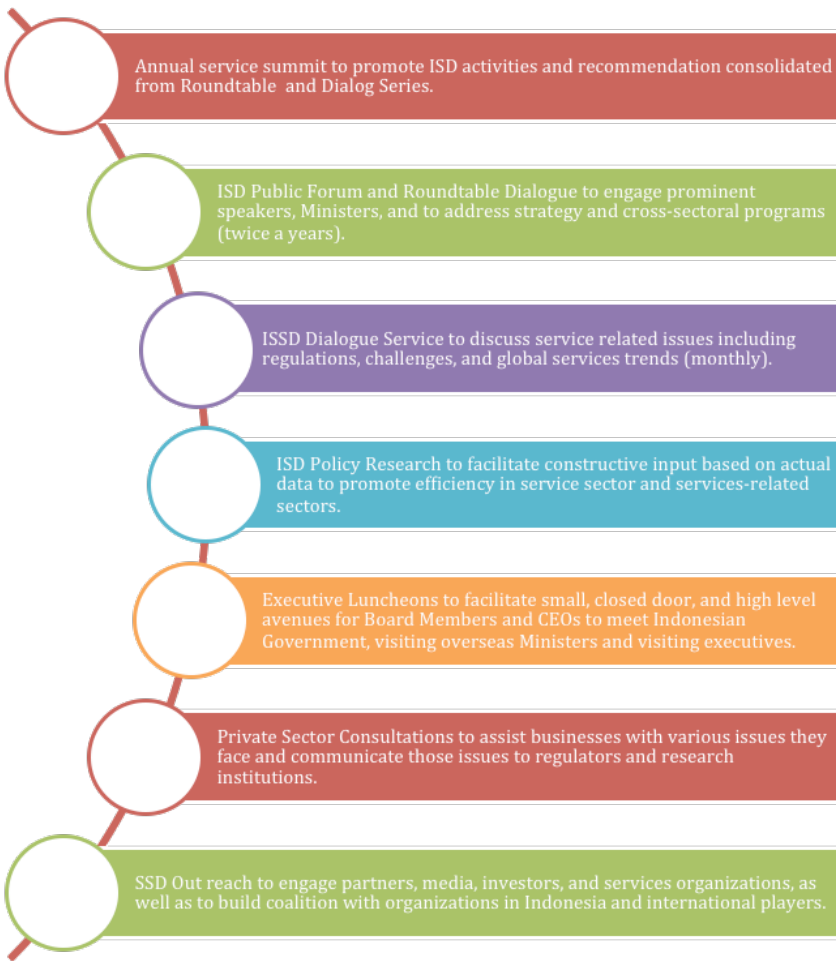 Annual service summit to promote ISD activities and recommendation consolidated
from Roundtable and Dialog Series.
ISD Public Forum and Roundtable Dialogue to engage prominent
speakers, Ministers, and to address strategy and cross-sectoral programs
(twice a years).
ISSD Dialogue Service to discuss service related issues including
regulations, challenges, and global services trends (monthly).
ISD Policy Research to facilitate constructive input based on actual
data to promote efficiency in service sector and services-related
sectors.
Executive Luncheons to facilitate small, closed door, and high level
avenues for Board Members and CEOs to meet Indonesian
Government, visiting overseas Ministers and visiting executives.
Private Sector Consultations to assist businesses with various issues they
face and communicate those issues to regulators and research
institutions.
SSD Out reach to engage partners, media, investors, and services organizations, as
well as to build coalition with organizations in Indonesia and international players.